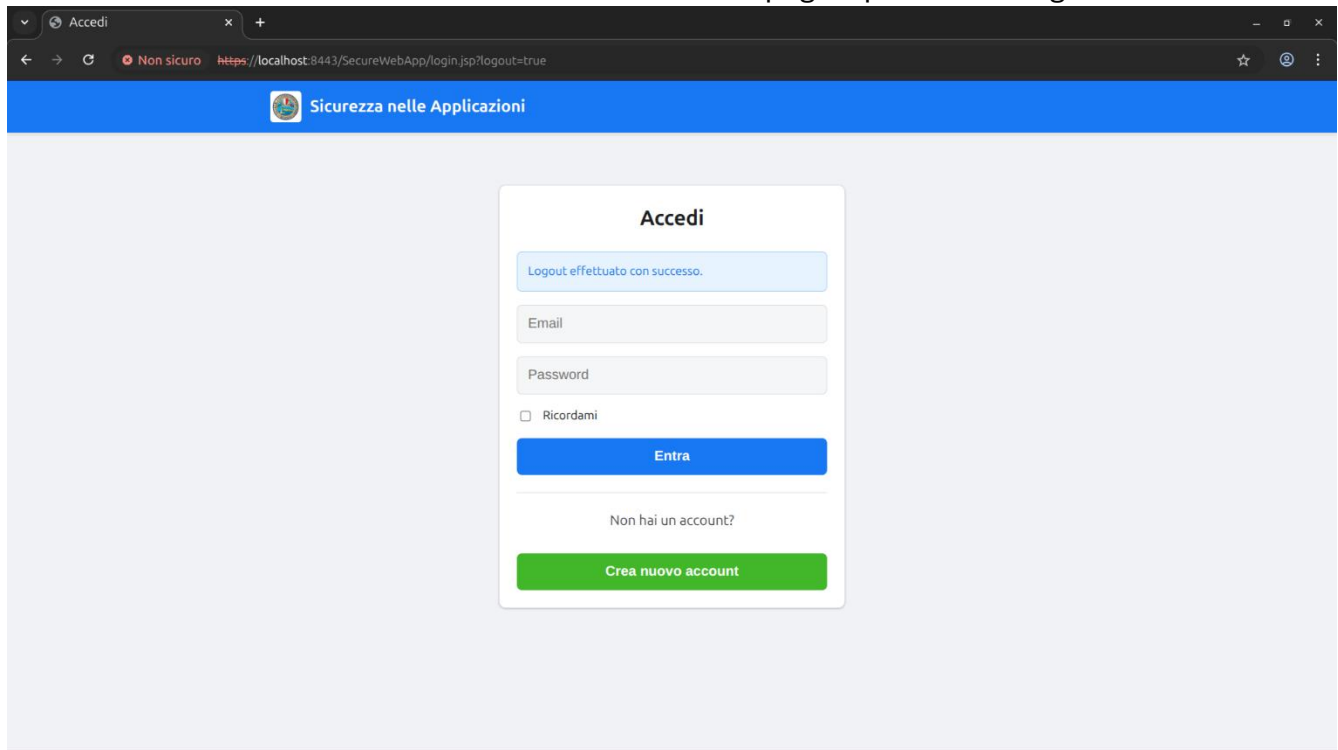 Accedi
Non sicuro https://localhost:8443/SecureWebApp/login.jsp?logout=true
Sicurezza nelle Applicazioni
Accedi
Logout effettuato con successo.
Email
Password
Ricordami
Entra
Non hai un account?
Crea nuovo account